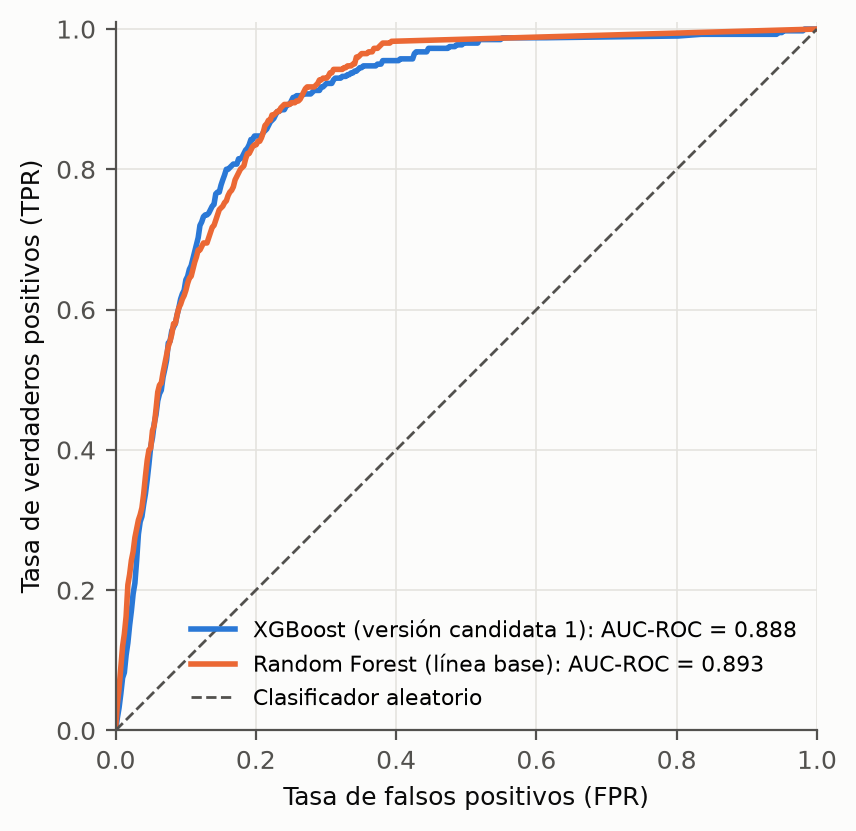 1.0
0.8
0.6
0.4
0.2
0.0
Tasa de verdaderos positivos (TPR)
XGBoost (versión candidata 1): AUC-ROC = 0.888
Random Forest (línea base): AUC-ROC = 0.893
Clasificador aleatorio
0.0 0.2 0.4 0.6 0.8 1.0
Tasa de falsos positivos (FPR)